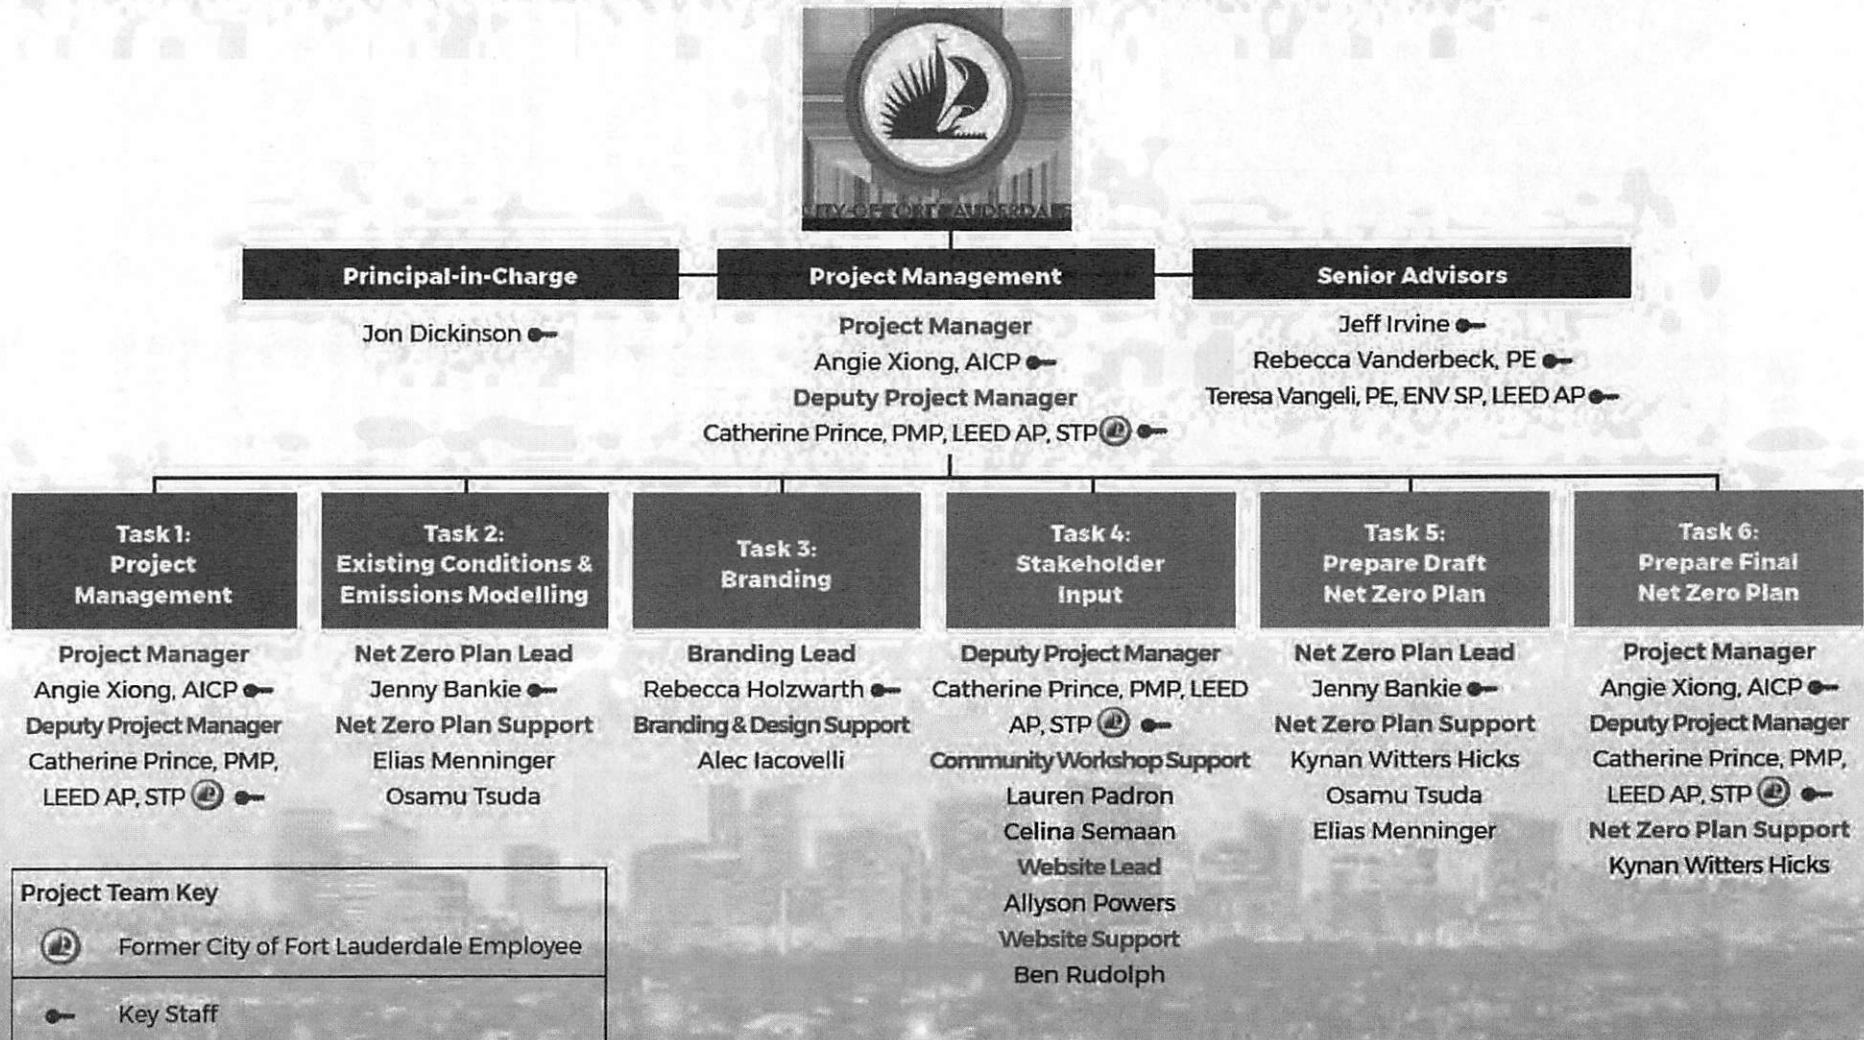 CITY OF FORT LAUDERDALE
Principal-in-Charge
Jon Dickinson
Project Management
Project Manager
Angie Xiong, AICP
Deputy Project Manager
Catherine Prince, PMP, LEED AP, STP
Senior Advisors
Jeff Irvine
Rebecca Vanderbeck, PE
Teresa Vangeli, PE, ENV SP, LEED AP
Task 1:
Project
Management
Project Manager
Angie Xiong, AICP
Deputy Project Manager
Catherine Prince, PMP,
LEED AP, STP
Task 2:
Existing Conditions &
Emissions Modelling
Net Zero Plan Lead
Jenny Bankie
Net Zero Plan Support
Elias Menninger
Osamu Tsuda
Task 3:
Branding
Branding Lead
Rebecca Holzwarth
Branding & Design Support
Alec Iacovelli
Task 4:
Stakeholder
Input
Deputy Project Manager
Catherine Prince, PMP, LEED
AP, STP
Community Workshop Support
Lauren Padron
Celina Semaan
Website Lead
Allyson Powers
Website Support
Ben Rudolph
Task 5:
Prepare Draft
Net Zero Plan
Net Zero Plan Lead
Jenny Bankie
Net Zero Plan Support
Kynan Witters Hicks
Osamu Tsuda
Elias Menninger
Task 6:
Prepare Final
Net Zero Plan
Project Manager
Angie Xiong, AICP
Deputy Project Manager
Catherine Prince, PMP,
LEED AP, STP
Net Zero Plan Support
Kynan Witters Hicks
Project Team Key
Former City of Fort Lauderdale Employee
Key Staff